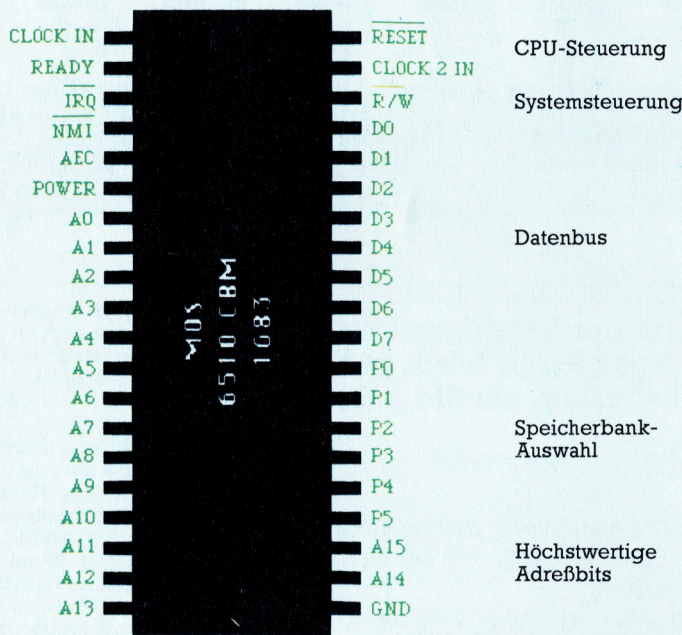 CLOCK IN
READY
IRQ
NMI
AEC
POWER
A0
A1
A2
A3
A4
A5
A6
A7
A8
A9
A10
A11
A12
A13
MOS
6510 CBM
1083
RESET
CLOCK 2 IN
R/W
D0
D1
D2
D3
D4
D5
D6
D7
P0
P1
P2
P3
P4
P5
A15
A14
GND
CPU-Steuerung
Systemsteuerung
Datenbus
Speicherbank-
Auswahl
Höchstwertige
Adreßbits